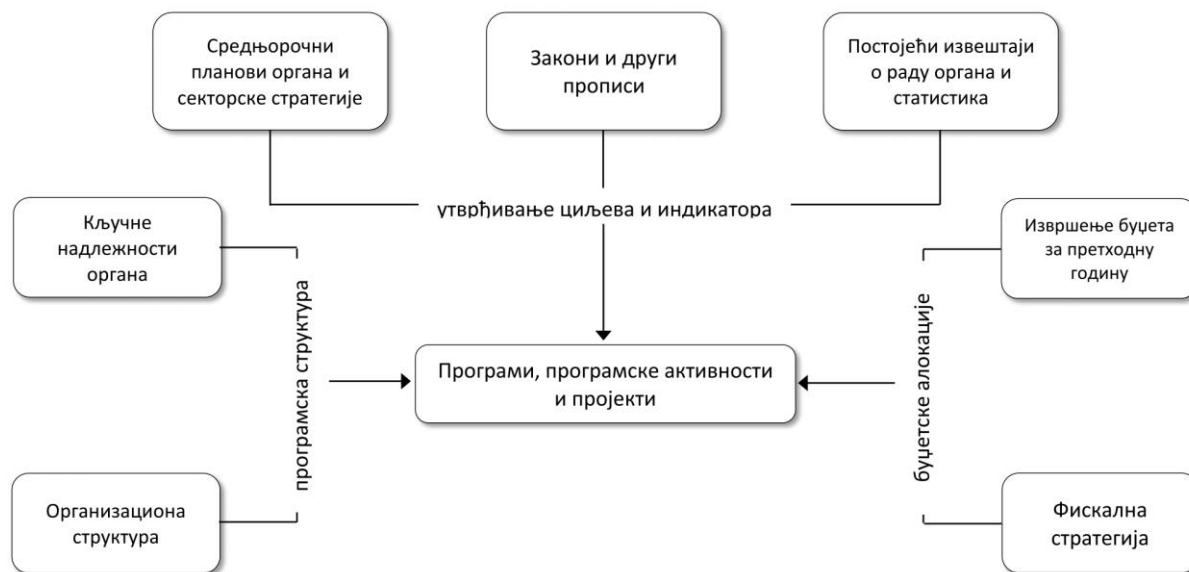 Средњорочни
планови органа и
секторске стратегије
Закони и други
прописи
Постојећи извештаји
о раду органа и
статистика
утврђивање циљева и индикатора
Кључне
надлежности
органа
Извршење буџета
за претходну
годину
програмска структура
Програми, програмске активности
и пројекти
буџетске алокације
Организациона
структура
Фискална
стратегија